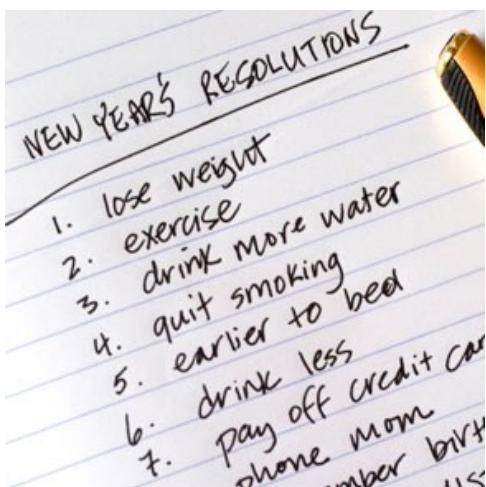 NEW YEAR'S RESOLUTIONS
1. lose weight
2. exercise
3. drink more water
4. quit smoking
5. earlier to bed
6. drink less
7. pay off credit
phone mom